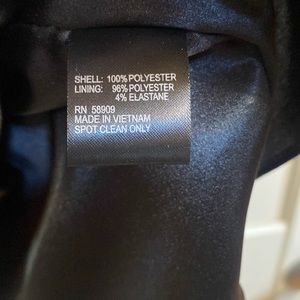 SHELL: 100% POLYESTER
LINING: 96% POLYESTER
4% ELASTANE
RN 58909
MADE IN VIETNAM
SPOT CLEAN ONLY